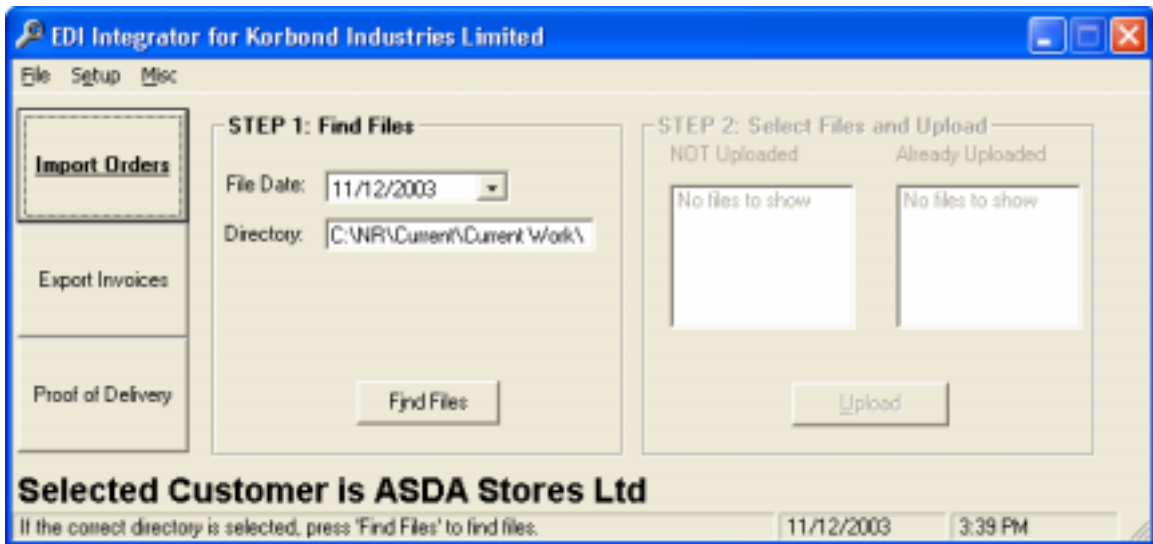 EDI Integrator for Korbond Industries Limited
File Setup Misc
Import Orders
Export Invoices
Proof of Delivery
STEP 1: Find Files
File Date: 11/12/2003
Directory: C:\NR\Current\Current Work\
Find Files
STEP 2: Select Files and Upload
NOT Uploaded Already Uploaded
No files to show No files to show
Upload
Selected Customer is ASDA Stores Ltd
If the correct directory is selected, press 'Find Files' to find files. 11/12/2003 3:39 PM